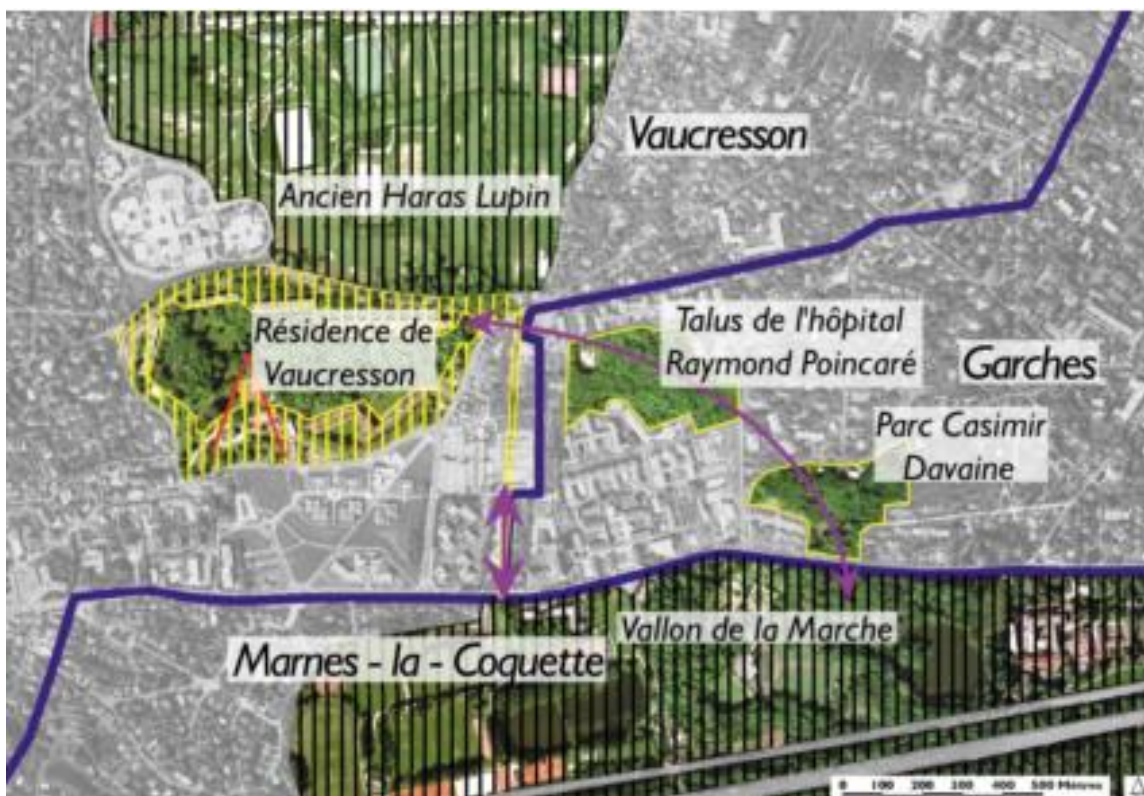 Vaucresson
Ancien Haras Lupin
Résidence de
Vaucresson
Talus de l'hôpital
Raymond Poincaré
Garches
Parc Casimir
Davaine
Vallon de la Marche
Marnes - la - Coquette
0 100 200 300 400 500 Mètres